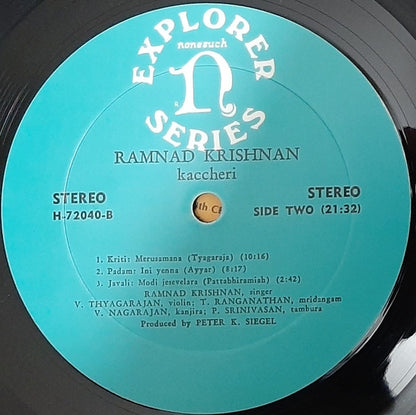 EXPLORER
nonesuch
n
R
SERIES
RAMNAD KRISHNAN
kaccheri
STEREO
H-72040-B
STEREO
SIDE TWO (21:32)
1. Kriti: Merusamana (Tyagaraja) (10:16)
2. Padam: Ini yenna (Ayyar) (8:17)
3. Javali: Modi jesevelara (Pattabbiramiah) (2:42)
RAMNAD KRISHNAN, singer
V. THYAGARAJAN, violin; T. RANGANATHAN, mridangam
V. NAGARAJAN, kanjira; P. SRINIVASAN, tambura
Produced by PETER K. SIEGEL